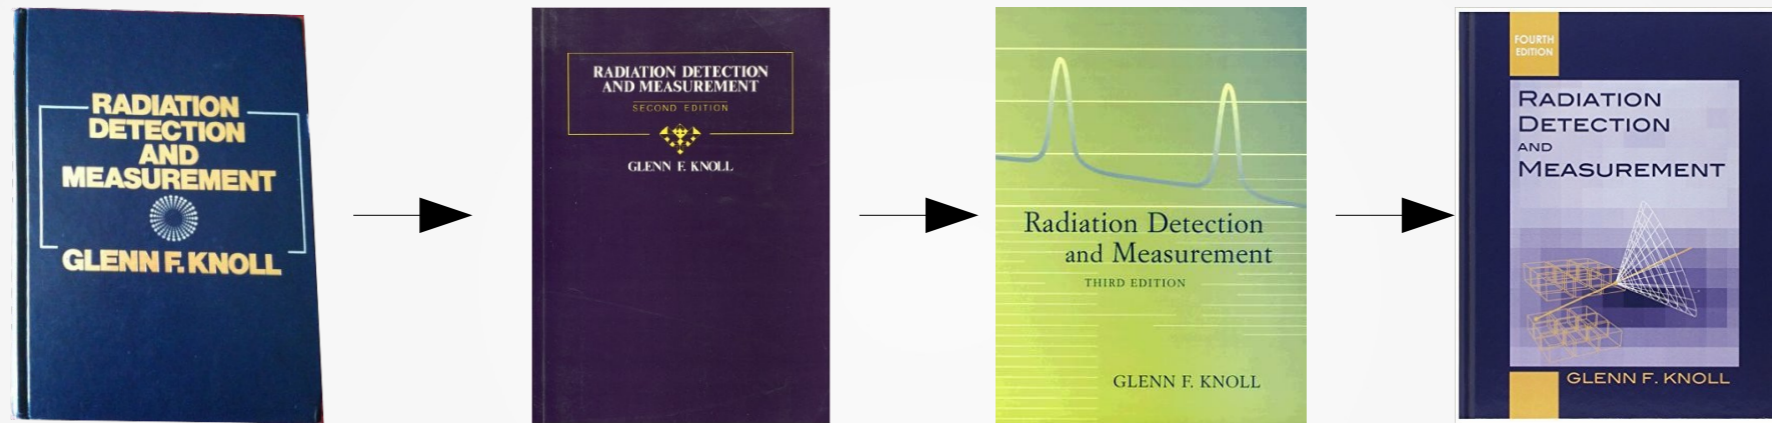 RADIATION
DETECTION
AND
MEASUREMENT
GLENN F. KNOLL
RADIATION DETECTION
AND MEASUREMENT
SECOND EDITION
GLENN F. KNOLL
Radiation Detection
and Measurement
THIRD EDITION
GLENN F. KNOLL
FOURTH
EDITION
RADIATION
DETECTION
AND
MEASUREMENT
GLENN F. KNOLL